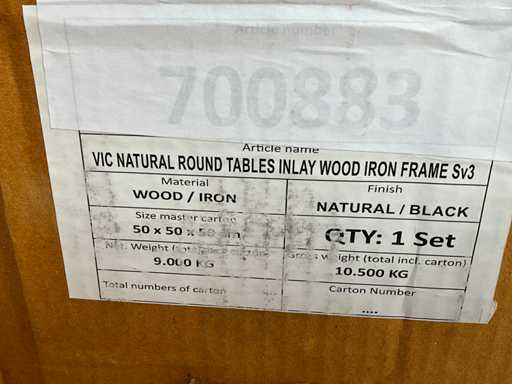 Article number
700883
Article name
VIC NATURAL ROUND TABLES INLAY WOOD IRON FRAME Sv3
Material
WOOD / IRON
Finish
NATURAL / BLACK
Size master carton
50 x 50 x
QTY: 1 Set
Net. Weight
9.000 KG
Gross Weight (total incl. carton)
10.500 KG
Total numbers of carton
Carton Number
....